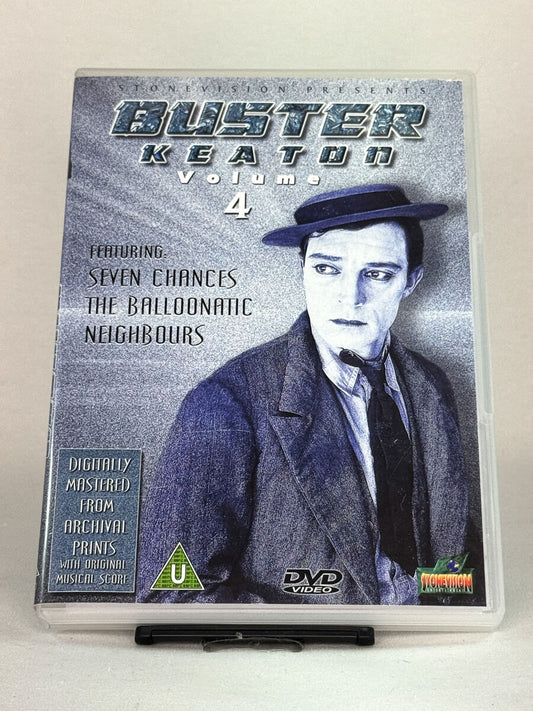 STONEVISION PRESENTS
BUSTER
KEATON
Volume
4
FEATURING:
SEVEN CHANCES
THE BALLOONATIC
NEIGHBOURS
DIGITALLY
MASTERED
FROM
ARCHIVAL
PRINTS
WITH ORIGINAL
MUSICAL SCORE
U
DVD
VIDEO
STONEVISION
ENTERTAINMENT